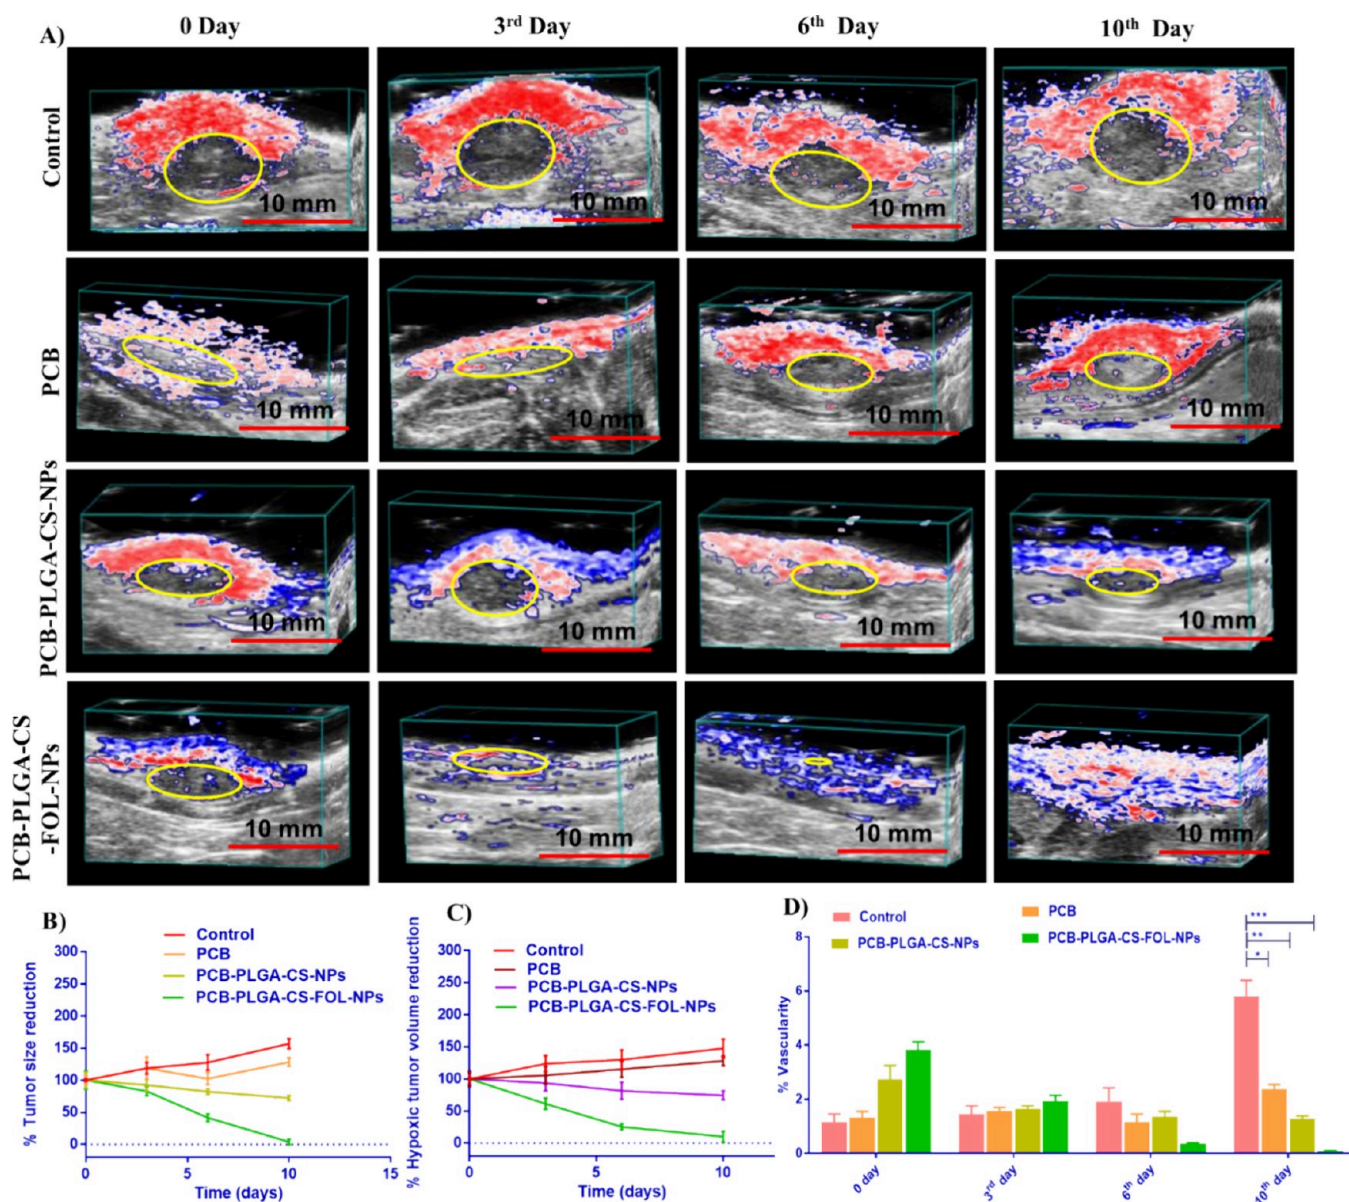 A)
0 Day
3rd Day
6th Day
10th Day
Control
10 mm
10 mm
10 mm
10 mm
PCB
10 mm
10 mm
10 mm
10 mm
PCB-PLGA-CS-NPs
10 mm
10 mm
10 mm
10 mm
PCB-PLGA-CS
-FOL-NPs
10 mm
10 mm
10 mm
10 mm
B)
Control
PCB
PCB-PLGA-CS-NPs
PCB-PLGA-CS-FOL-NPs
% Tumor size reduction
300
250
200
150
100
50
0
0
5
10
15
Time (days)
C)
Control
PCB
PCB-PLGA-CS-NPs
PCB-PLGA-CS-FOL-NPs
% Hypoxic tumor volume reduction
300
250
200
150
100
50
0
0
5
10
Time (days)
D)
Control
PCB
PCB-PLGA-CS-NPs
PCB-PLGA-CS-FOL-NPs
***
**
*
% Vascularity
8
6
4
2
0
0 day
3rd day
6th day
10th day